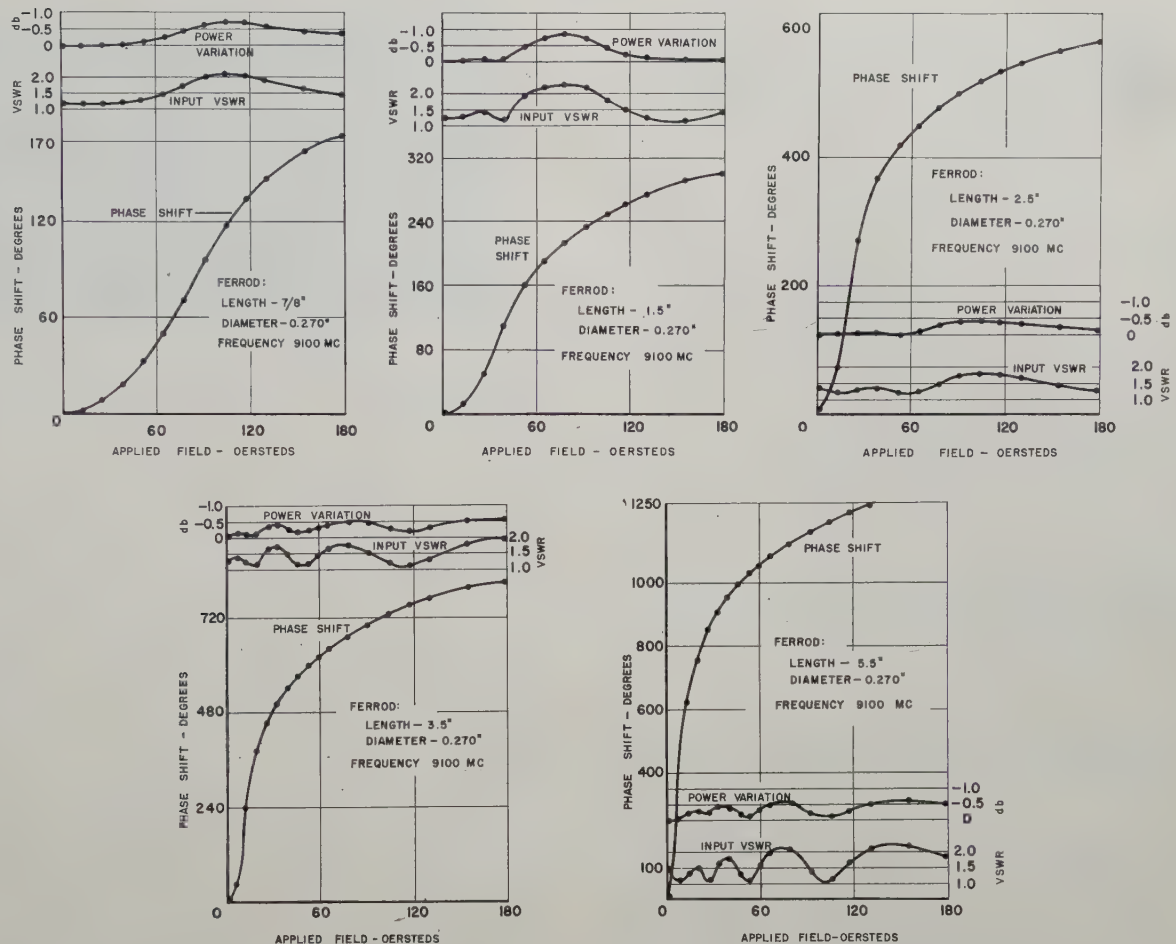 db
-1.0
-0.5
0
POWER
VARIATION
VSWR
2.0
1.5
1.0
INPUT VSWR
170
120
60
0
PHASE SHIFT - DEGREES
PHASE SHIFT
FERROD:
LENGTH - 7/8"
DIAMETER - 0.270"
FREQUENCY 9100 MC
60
120
180
APPLIED FIELD - OERSTEDS
db
-1.0
-0.5
0
POWER VARIATION
VSWR
2.0
1.5
1.0
INPUT VSWR
320
240
160
80
0
PHASE SHIFT - DEGREES
PHASE
SHIFT
FERROD:
LENGTH - 1.5"
DIAMETER - 0.270"
FREQUENCY 9100 MC
60
120
180
APPLIED FIELD - OERSTEDS
600
400
200
0
PHASE SHIFT - DEGREES
PHASE SHIFT
FERROD:
LENGTH - 2.5"
DIAMETER - 0.270"
FREQUENCY 9100 MC
POWER VARIATION
-1.0
-0.5
0
db
INPUT VSWR
2.0
1.5
1.0
VSWR
60
120
180
APPLIED FIELD - OERSTEDS
db
-1.0
-0.5
0
POWER VARIATION
INPUT VSWR
2.0
1.5
1.0
VSWR
720
480
240
0
PHASE SHIFT - DEGREES
PHASE SHIFT
FERROD:
LENGTH - 3.5"
DIAMETER - 0.270"
FREQUENCY 9100 MC
60
120
180
APPLIED FIELD - OERSTEDS
1250
1000
800
600
400
100
0
PHASE SHIFT - DEGREES
PHASE SHIFT
FERROD:
LENGTH - 5.5"
DIAMETER - 0.270"
FREQUENCY 9100 MC
POWER VARIATION
-1.0
-0.5
0
db
INPUT VSWR
2.0
1.5
1.0
VSWR
60
120
180
APPLIED FIELD-OERSTEDS